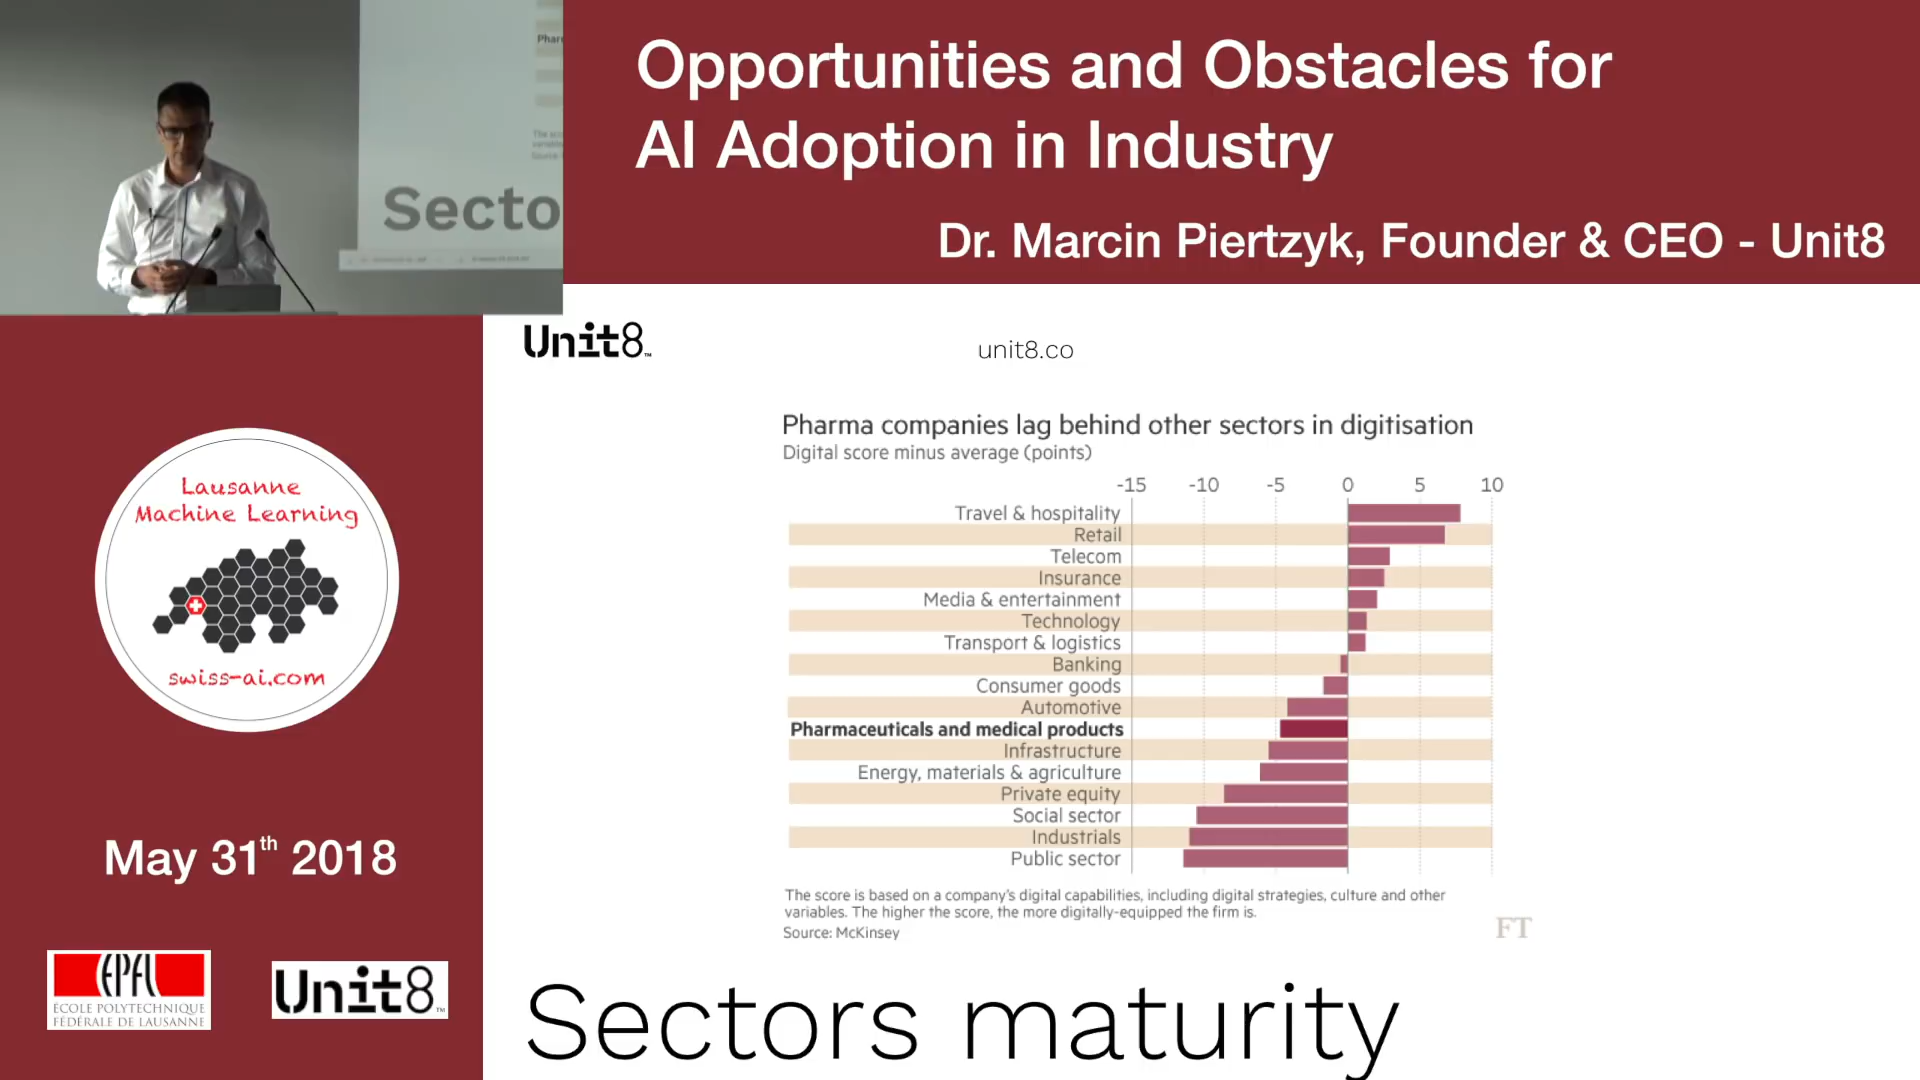 Phar
Secto
Opportunities and Obstacles for
AI Adoption in Industry
Dr. Marcin Piertzyk, Founder & CEO - Unit8
Unit8™
unit8.co
Lausanne
Machine Learning
swiss-ai.com
May 31th 2018
EPFL
ÉCOLE POLYTECHNIQUE
FÉDÉRALE DE LAUSANNE
Unit8™
Pharma companies lag behind other sectors in digitisation
Digital score minus average (points)
-15 -10 -5 0 5 10
Travel & hospitality
Retail
Telecom
Insurance
Media & entertainment
Technology
Transport & logistics
Banking
Consumer goods
Automotive
Pharmaceuticals and medical products
Infrastructure
Energy, materials & agriculture
Private equity
Social sector
Industrials
Public sector
The score is based on a company's digital capabilities, including digital strategies, culture and other
variables. The higher the score, the more digitally-equipped the firm is.
Source: McKinsey
FT
Sectors maturity